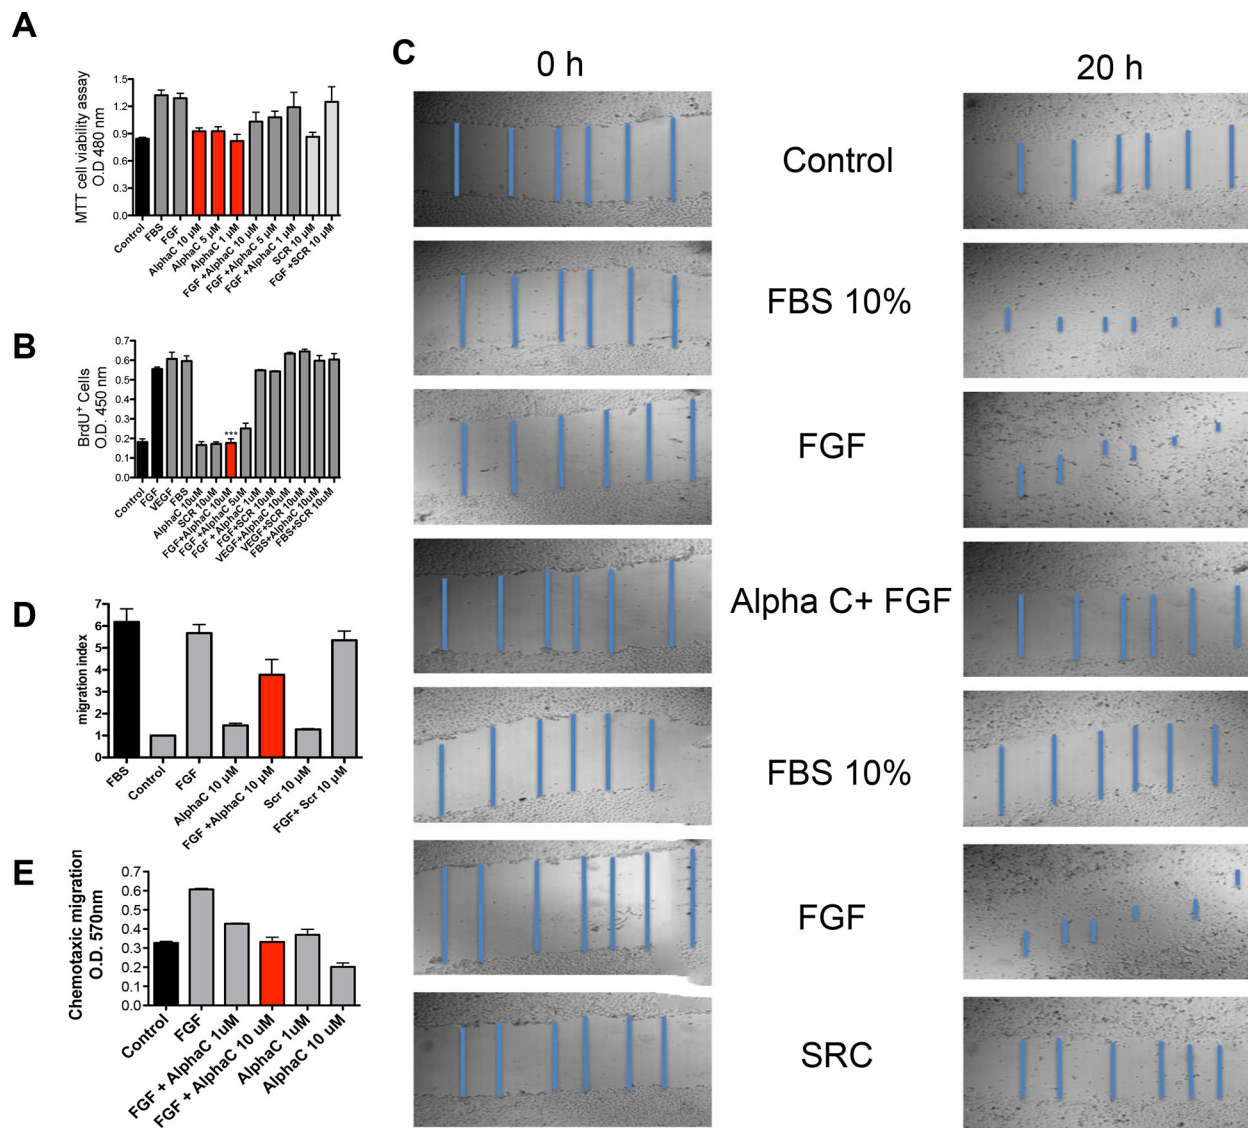 A
MTT cell viability assay
O.D 480 nm
1.5
1.2
0.9
0.6
0.3
0.0
Control
FBS
FGF
AlphaC 10 µM
AlphaC 5 µM
AlphaC 1 µM
FGF +AlphaC 10 µM
FGF +AlphaC 5 µM
FGF +AlphaC 1 µM
SCR 10 µM
FGF +SCR 10 µM
B
BrdU+ Cells
O.D. 450 nm
0.7
0.6
0.5
0.4
0.3
0.2
0.1
0.0
***
Control
FGF
VEGF
FBS
AlphaC 10uM
SCR 10uM
FGF+AlphaC 10uM
FGF +AlphaC 5uM
FGF + AlphaC 1uM
FGF+SCR 10uM
VEGF+AlphaC 10uM
VEGF+SCR 10uM
FBS+AlphaC 10uM
FBS+SCR 10uM
C
0 h
20 h
Control
FBS 10%
FGF
Alpha C+ FGF
FBS 10%
FGF
SRC
D
migration index
7
6
5
4
3
2
1
0
FBS
Control
FGF
AlphaC 10 µM
FGF +AlphaC 10 µM
Scr 10 µM
FGF+ Scr 10 µM
E
Chemotaxic migration
O.D. 570nm
0.7
0.6
0.5
0.4
0.3
0.2
0.1
0.0
Control
FGF
FGF + AlphaC 1uM
FGF + AlphaC 10 uM
AlphaC 1uM
AlphaC 10 uM